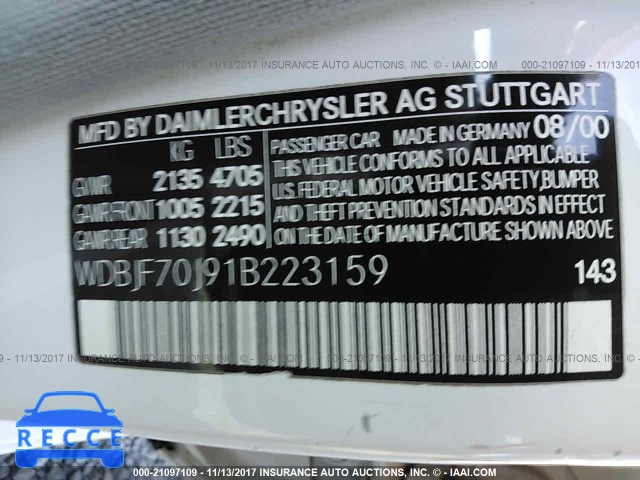 000-21097109 - 11/13/2017 INSURANCE AUTO AUCTIONS, INC. - © IAAI.COM
MFD BY DAIMLERCHRYSLER AG STUTTGART
KG LBS
GVWR 2135 4705
GAWR FRONT 1005 2215
GAWR REAR 1130 2490
PASSENGER CAR MADE IN GERMANY 08/00
THIS VEHICLE CONFORMS TO ALL APPLICABLE
U.S. FEDERAL MOTOR VEHICLE SAFETY, BUMPER
AND THEFT PREVENTION STANDARDS IN EFFECT
ON THE DATE OF MANUFACTURE SHOWN ABOVE.
WDBJF70J91B223159
143
RECCE
000-21097109 - 11/13/2017 INSURANCE AUTO AUCTIONS, INC. - © IAAI.COM